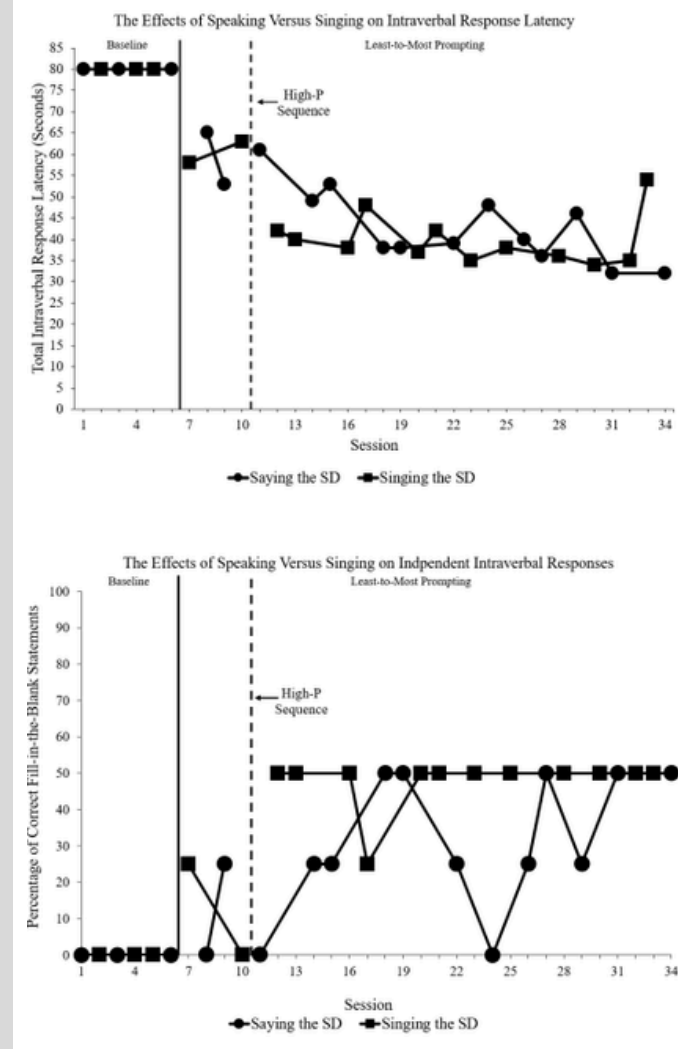 The Effects of Speaking Versus Singing on Intraverbal Response Latency
Baseline
Least-to-Most Prompting
High-P
Sequence
Total Intraverbal Response Latency (Seconds)
85
80
75
70
65
60
55
50
45
40
35
30
25
20
15
10
5
0
1 4 7 10 13 16 19 22 25 28 31 34
Session
Saying the SD Singing the SD
The Effects of Speaking Versus Singing on Indpendent Intraverbal Responses
Baseline
Least-to-Most Prompting
High-P
Sequence
Percentage of Correct Fill-in-the-Blank Statements
100
90
80
70
60
50
40
30
20
10
0
1 4 7 10 13 16 19 22 25 28 31 34
Session
Saying the SD Singing the SD